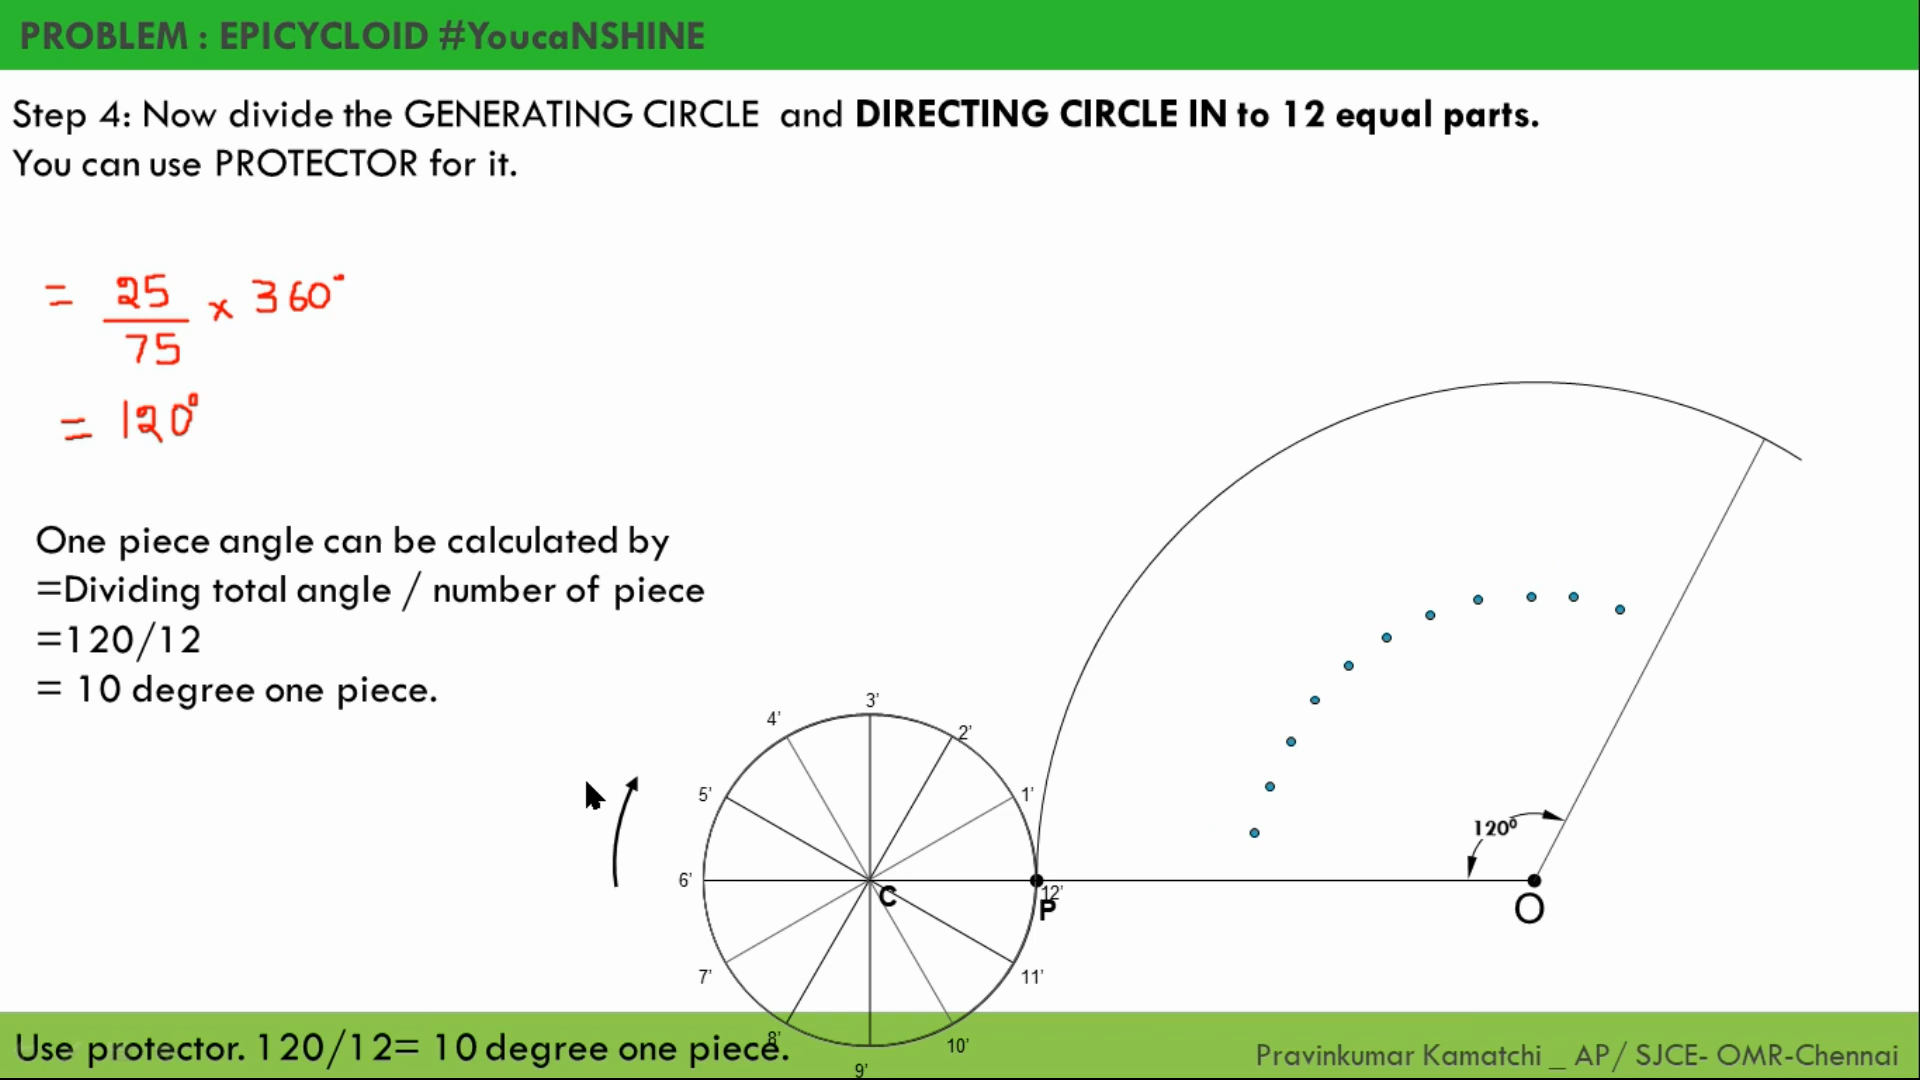 PROBLEM : EPICYCLOID #YoucaNSHINE
Step 4: Now divide the GENERATING CIRCLE and DIRECTING CIRCLE IN to 12 equal parts.
You can use PROTECTOR for it.
= 25/75 x 360°
= 120°
One piece angle can be calculated by
=Dividing total angle / number of piece
=120/12
= 10 degree one piece.
3'
4'
2'
5'
1'
6'
C
12'
P
120⁰
O
7'
11'
8'
10'
9'
Use protector. 120/12= 10 degree one piece.
Pravinkumar Kamatchi _ AP/ SJCE- OMR-Chennai